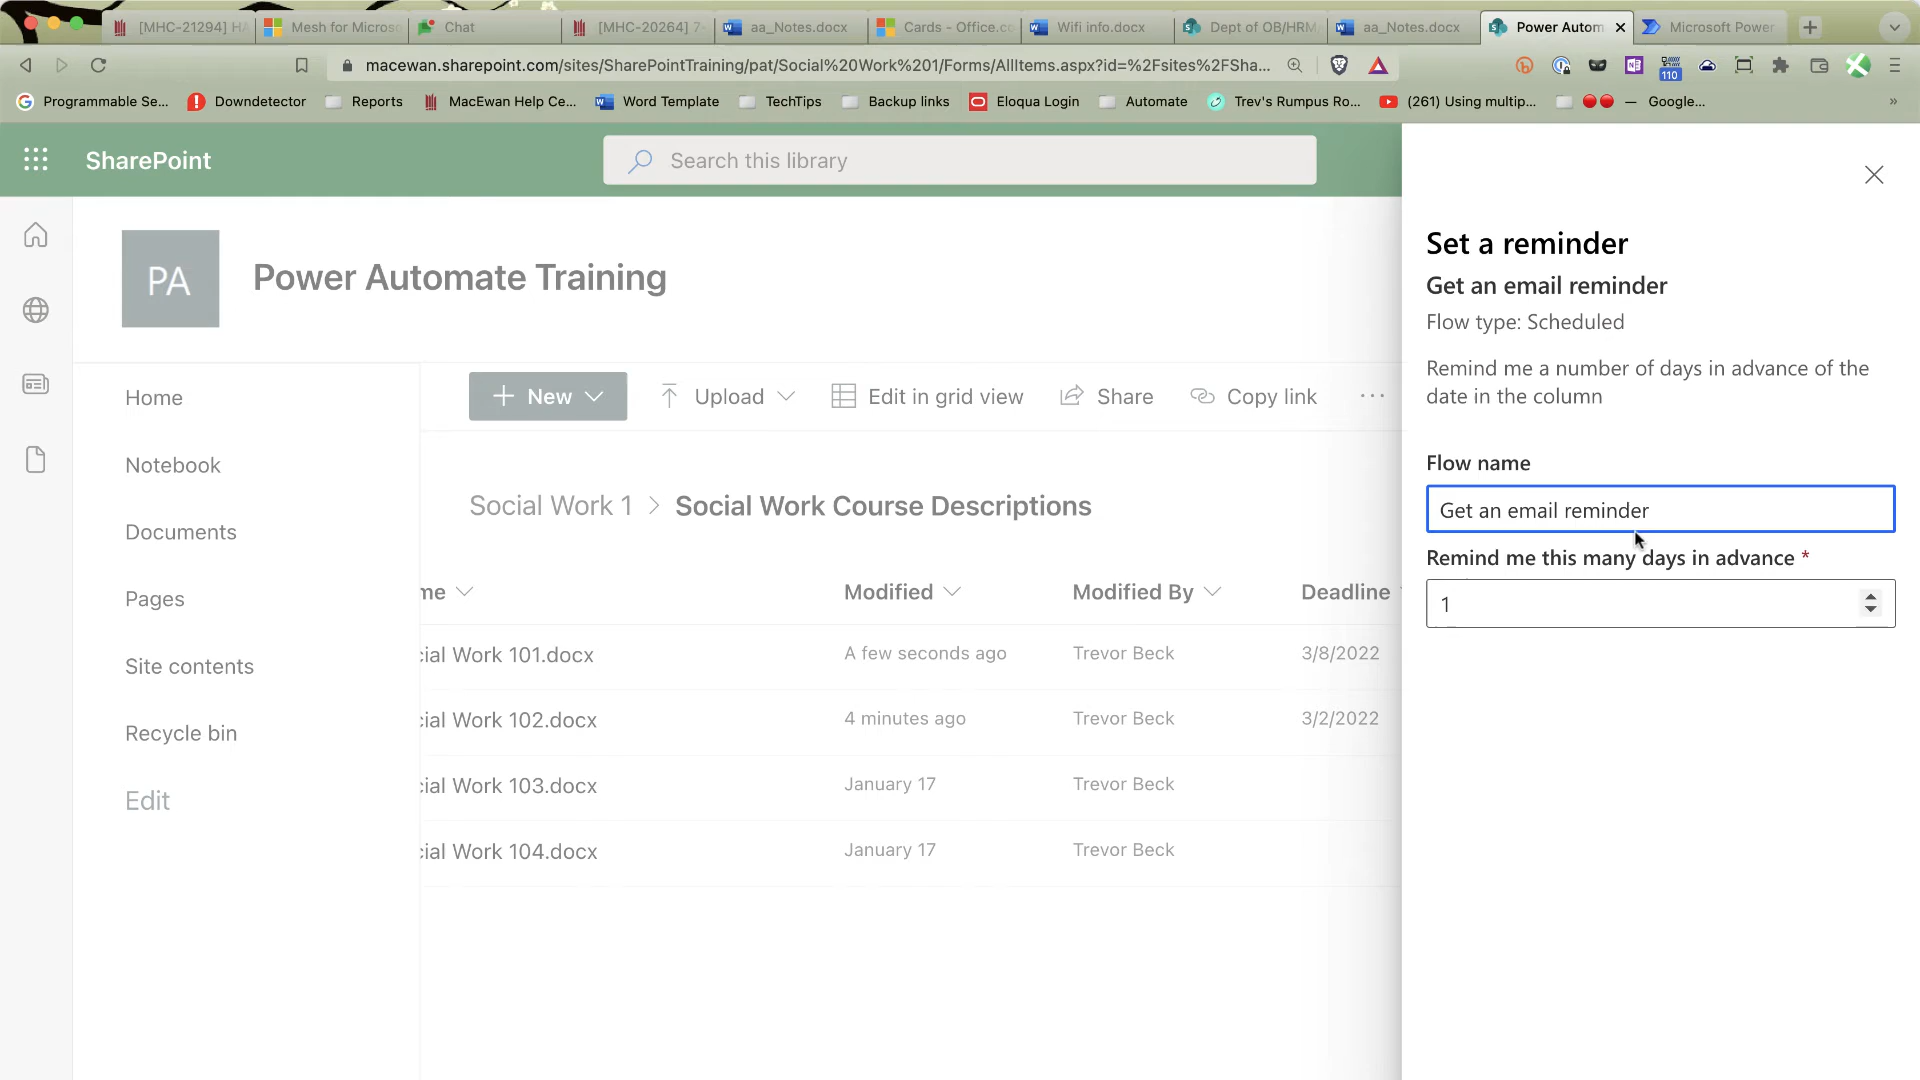 [MHC-21294] HA
Mesh for Micros
Chat
[MHC-20264] 7
aa_Notes.docx
Cards - Office.co
Wifi info.docx
Dept of OB/HRM
aa_Notes.docx
Power Autom
Microsoft Power
macewan.sharepoint.com/sites/SharePointTraining/pat/Social%20Work%201/Forms/AllItems.aspx?id=%2Fsites%2FSha...
110
Programmable Se...
Downdetector
Reports
MacEwan Help Ce...
Word Template
TechTips
Backup links
Eloqua Login
Automate
Trev's Rumpus Ro...
(261) Using multip...
— Google...
»
SharePoint
Search this library
PA
Power Automate Training
Home
Notebook
Documents
Pages
Site contents
Recycle bin
Edit
New
Upload
Edit in grid view
Share
Copy link
...
Social Work 1 > Social Work Course Descriptions
me Modified Modified By Deadline
cial Work 101.docx A few seconds ago Trevor Beck 3/8/2022
cial Work 102.docx 4 minutes ago Trevor Beck 3/2/2022
cial Work 103.docx January 17 Trevor Beck
cial Work 104.docx January 17 Trevor Beck
Set a reminder
Get an email reminder
Flow type: Scheduled
Remind me a number of days in advance of the
date in the column
Flow name
Get an email reminder
Remind me this many days in advance *
1